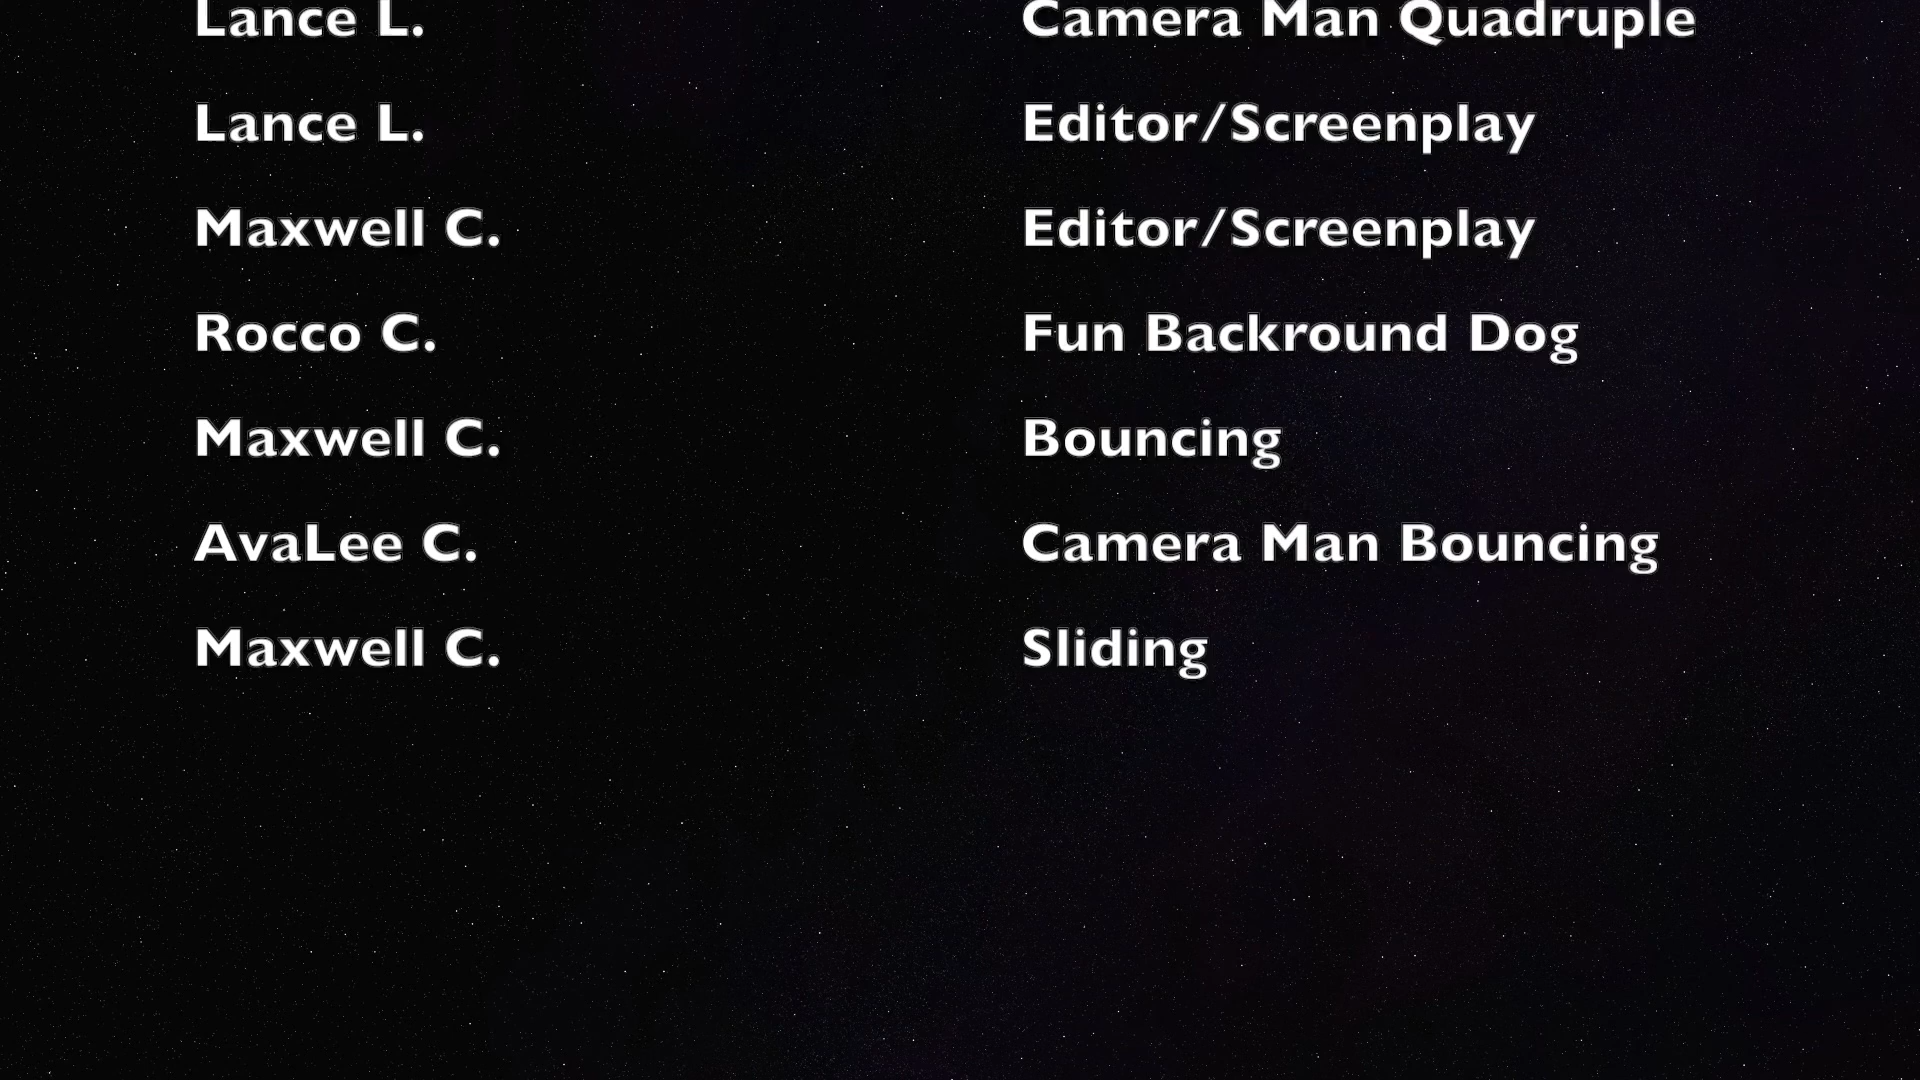 Lance L. Camera Man Quadruple
Lance L. Editor/Screenplay
Maxwell C. Editor/Screenplay
Rocco C. Fun Backround Dog
Maxwell C. Bouncing
AvaLee C. Camera Man Bouncing
Maxwell C. Sliding